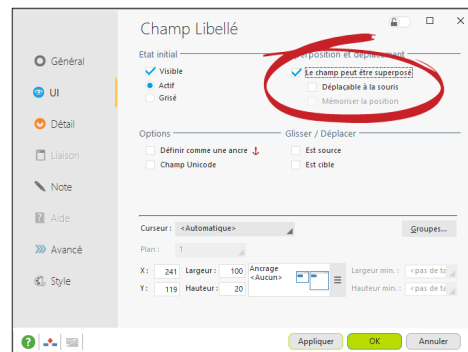 Champ Libellé
Général
UI
Détail
Liaison
Note
Aide
Avancé
Style
Etat initial
Visible
Actif
Grisé
erposition et déplacement
Le champ peut être superposé
Déplaçable à la souris
Mémoriser la position
Options
Définir comme une ancre
Champ Unicode
Glisser / Déplacer
Est source
Est cible
Curseur : <Automatique>
Groupes...
Plan : 1
X : 241 Largeur : 100 Ancrage <Aucun> Largeur min. : <pas de ta
Y : 119 Hauteur : 20 Hauteur min. : <pas de ta
Appliquer OK Annuler